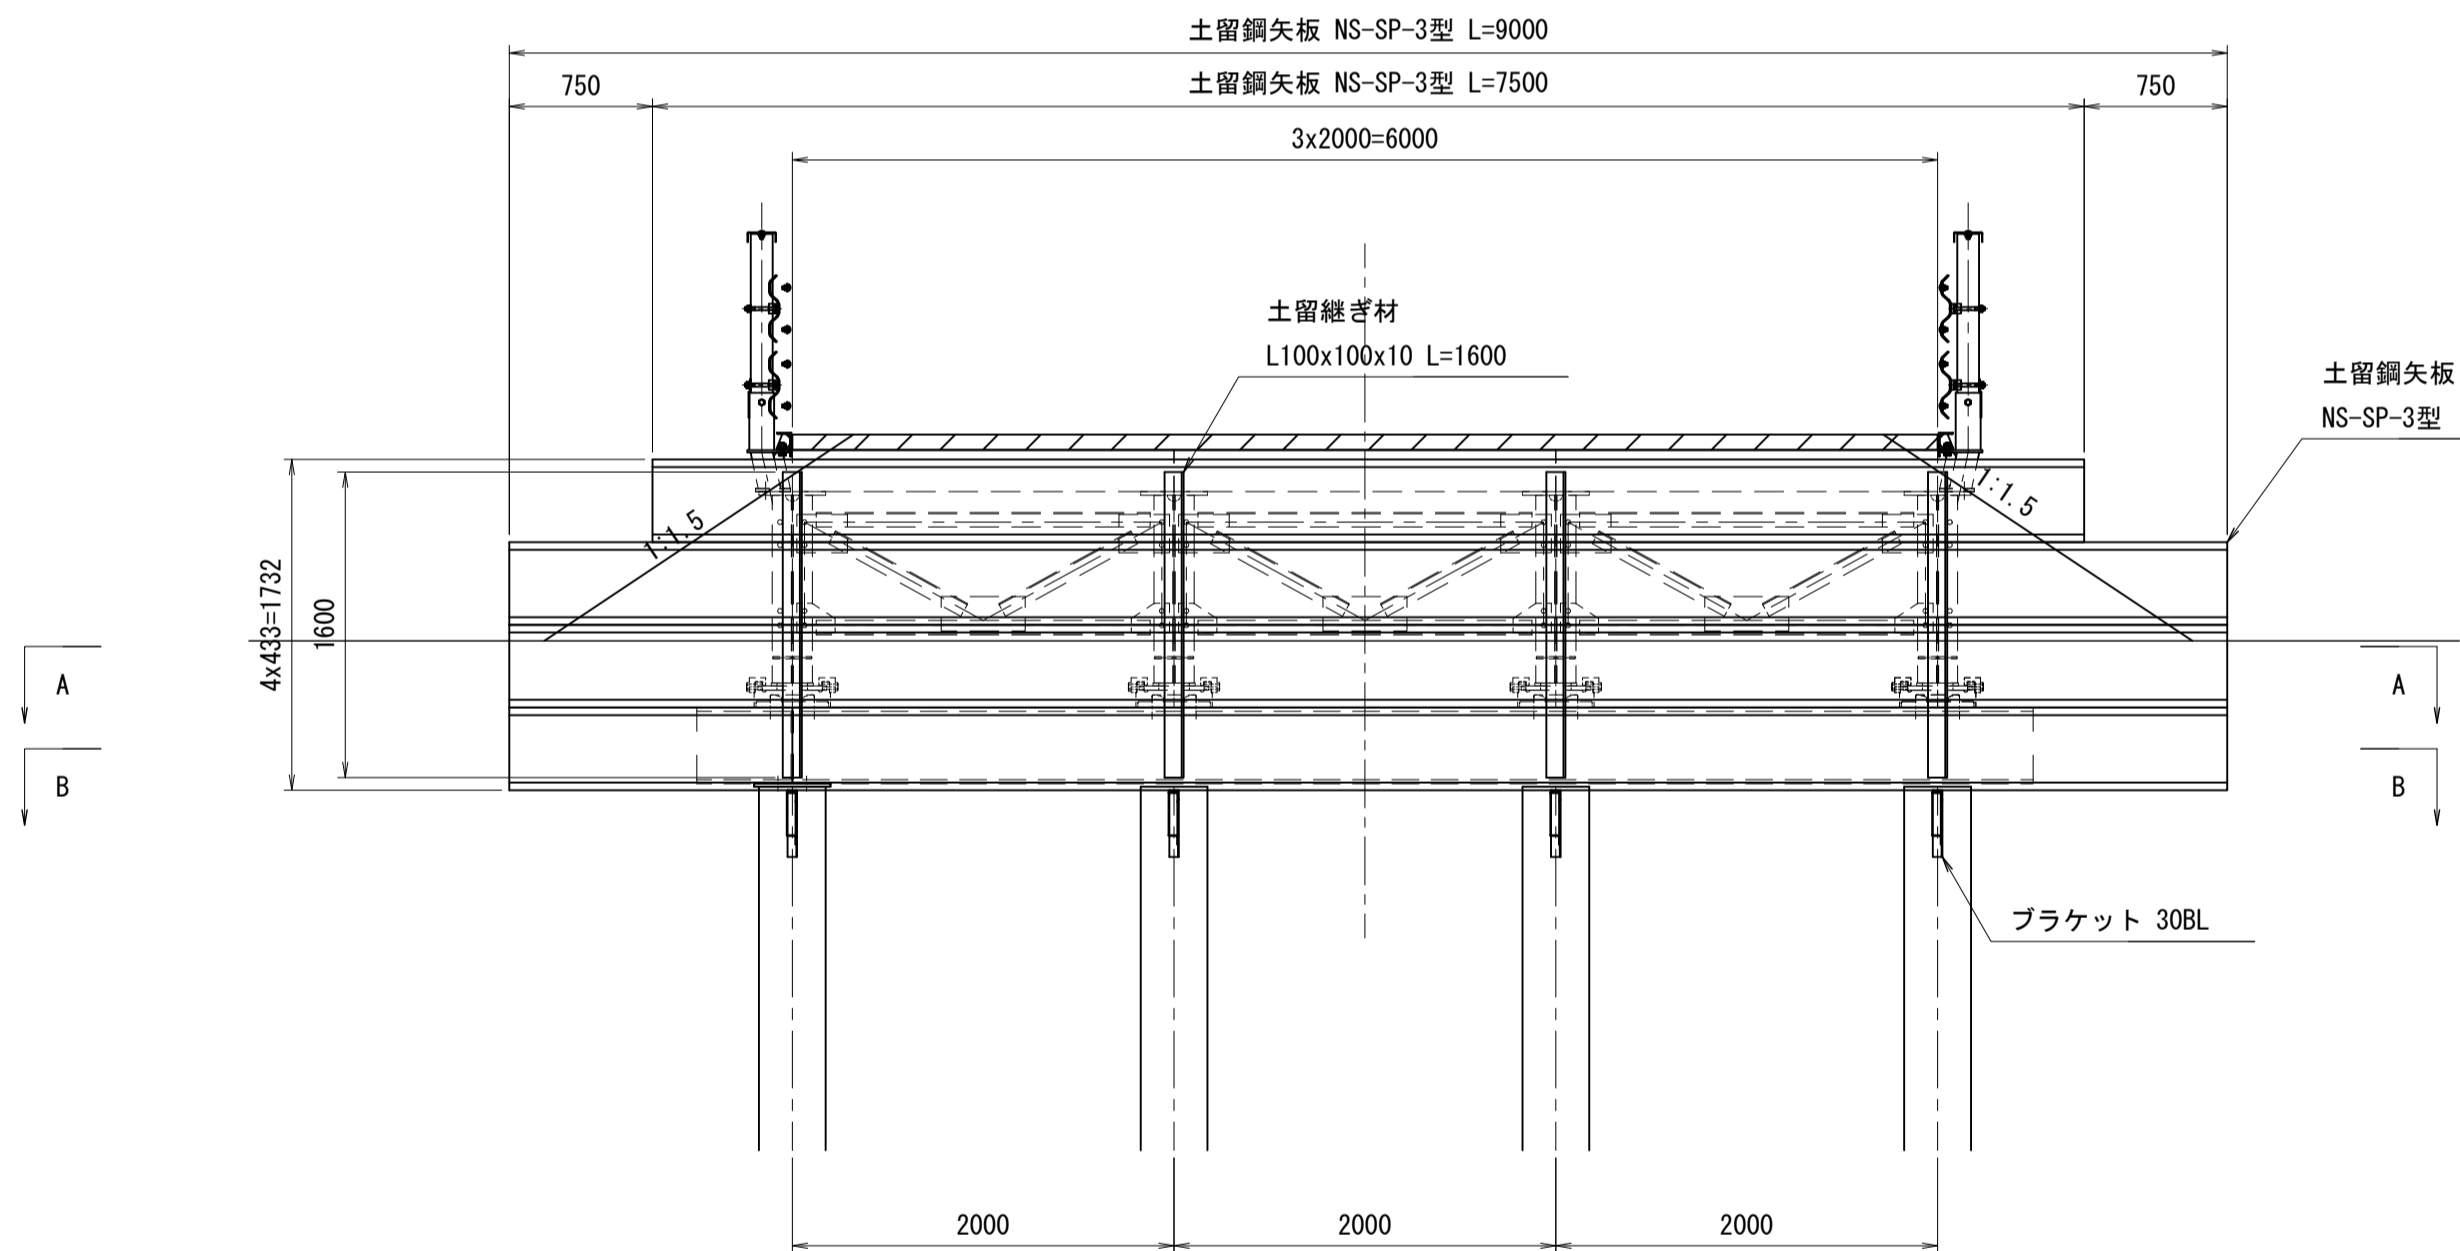 土留鋼矢板 NS-SP-3型 L=9000
750
土留鋼矢板 NS-SP-3型 L=7500
750
3x2000=6000
土留継ぎ材
L100x100x10 L=1600
土留鋼矢板
NS-SP-3型
1:1.5
1:1.5
4x433=1732
1600
A
A
B
B
ブラケット 30BL
2000
2000
2000